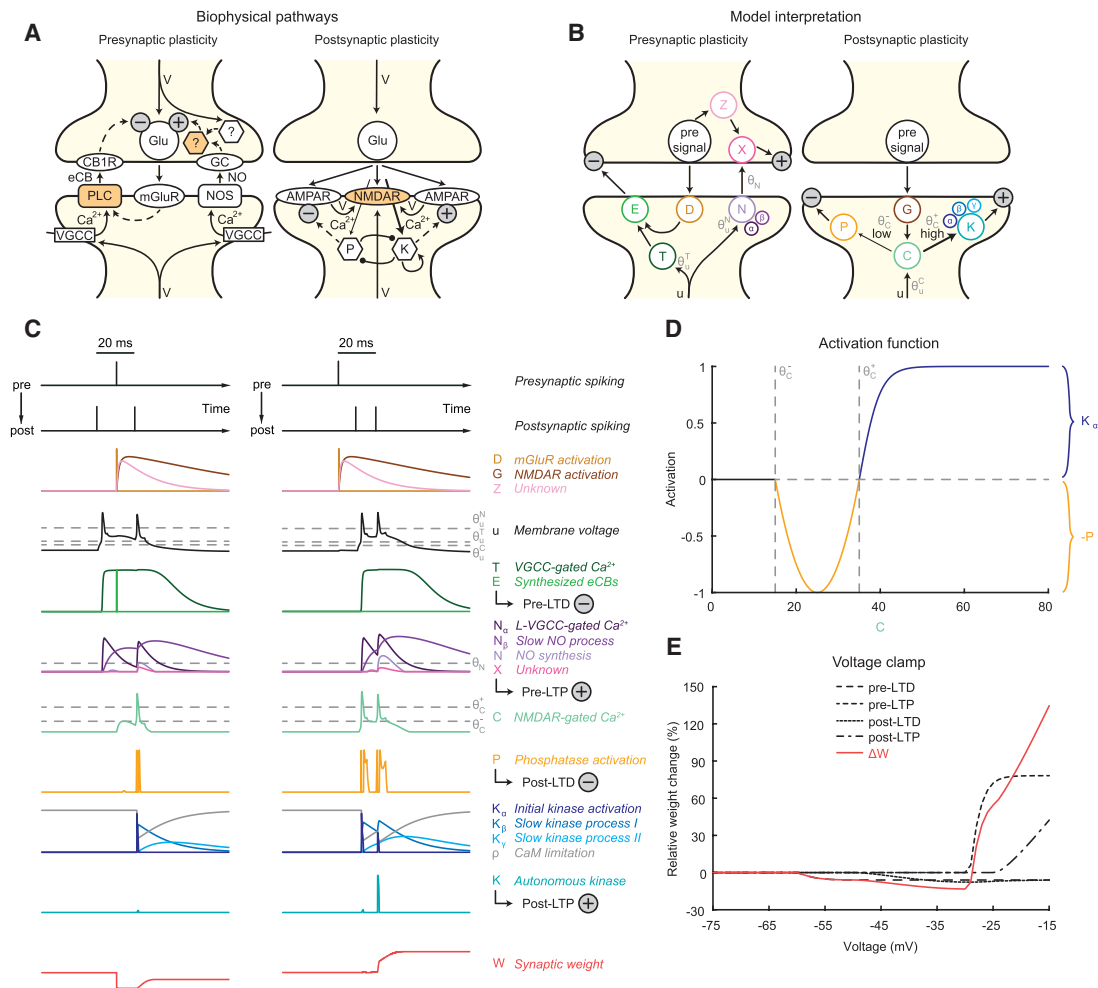 A
Biophysical pathways
Presynaptic plasticity
Postsynaptic plasticity
V
−
+
?
Glu
?
CB1R
GC
eCB
NO
PLC
mGluR
NOS
Ca2+
Ca2+
VGCC
VGCC
V
V
Glu
AMPAR
NMDAR
AMPAR
−
V
V
+
Ca2+
Ca2+
P
K
V
B
Model interpretation
Presynaptic plasticity
Postsynaptic plasticity
Z
pre
signal
X
−
+
θN
E
D
N
β
α
θuN
T
θuT
u
pre
signal
−
+
G
P
θC−
low
θC+
high
α
β
γ
K
C
u
θuC
C
20 ms
20 ms
pre
pre
Presynaptic spiking
Time
Time
post
post
Postsynaptic spiking
D mGluR activation
G NMDAR activation
Z Unknown
θuN
θuT
θuC
u Membrane voltage
T VGCC-gated Ca2+
E Synthesized eCBs
Pre-LTD −
Nα L-VGCC-gated Ca2+
Nβ Slow NO process
N NO synthesis
θN
X Unknown
Pre-LTP +
θC+
θC−
C NMDAR-gated Ca2+
P Phosphatase activation
Post-LTD −
Kα Initial kinase activation
Kβ Slow kinase process I
Kγ Slow kinase process II
ρ CaM limitation
K Autonomous kinase
Post-LTP +
W Synaptic weight
D
Activation function
1
0.5
0
-0.5
-1
Activation
θC−
θC+
Kα
-P
0
20
40
60
80
C
E
Voltage clamp
150
120
90
60
30
0
-30
Relative weight change (%)
pre-LTD
pre-LTP
post-LTD
post-LTP
ΔW
-75
-65
-55
-45
-35
-25
-15
Voltage (mV)